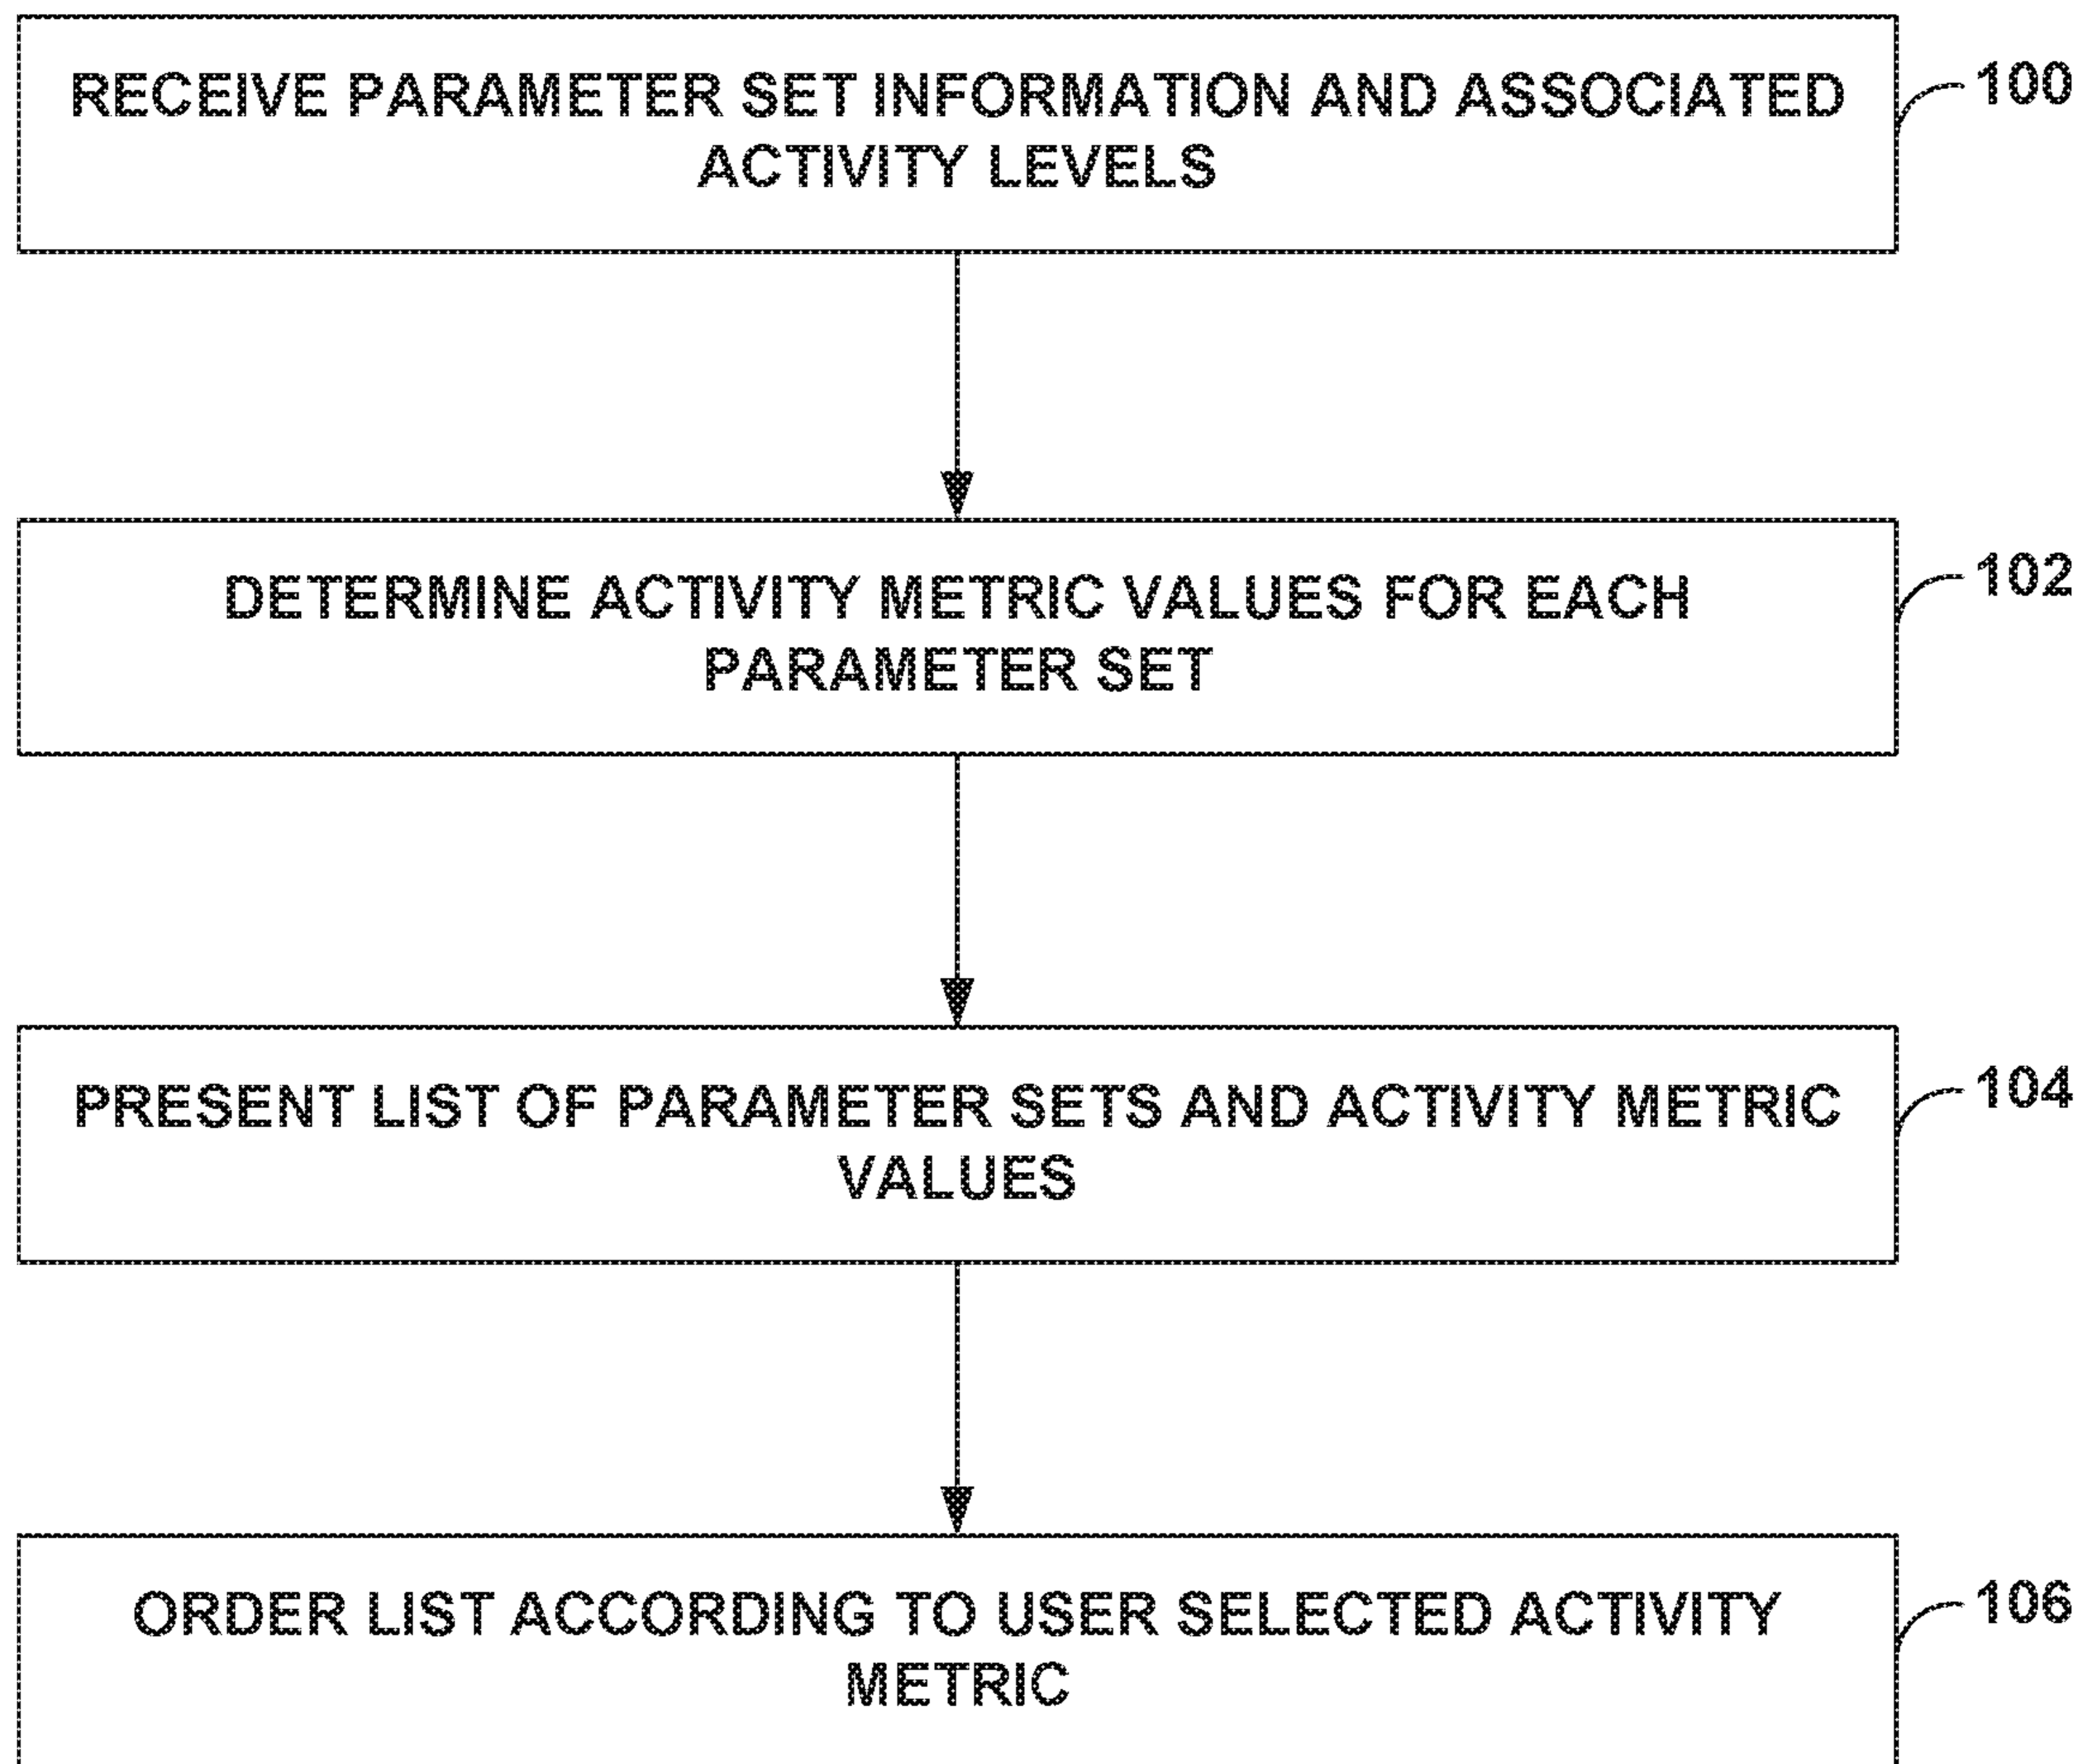 RECEIVE PARAMETER SET INFORMATION AND ASSOCIATED
ACTIVITY LEVELS
100
DETERMINE ACTIVITY METRIC VALUES FOR EACH
PARAMETER SET
102
PRESENT LIST OF PARAMETER SETS AND ACTIVITY METRIC
VALUES
104
ORDER LIST ACCORDING TO USER SELECTED ACTIVITY
METRIC
106